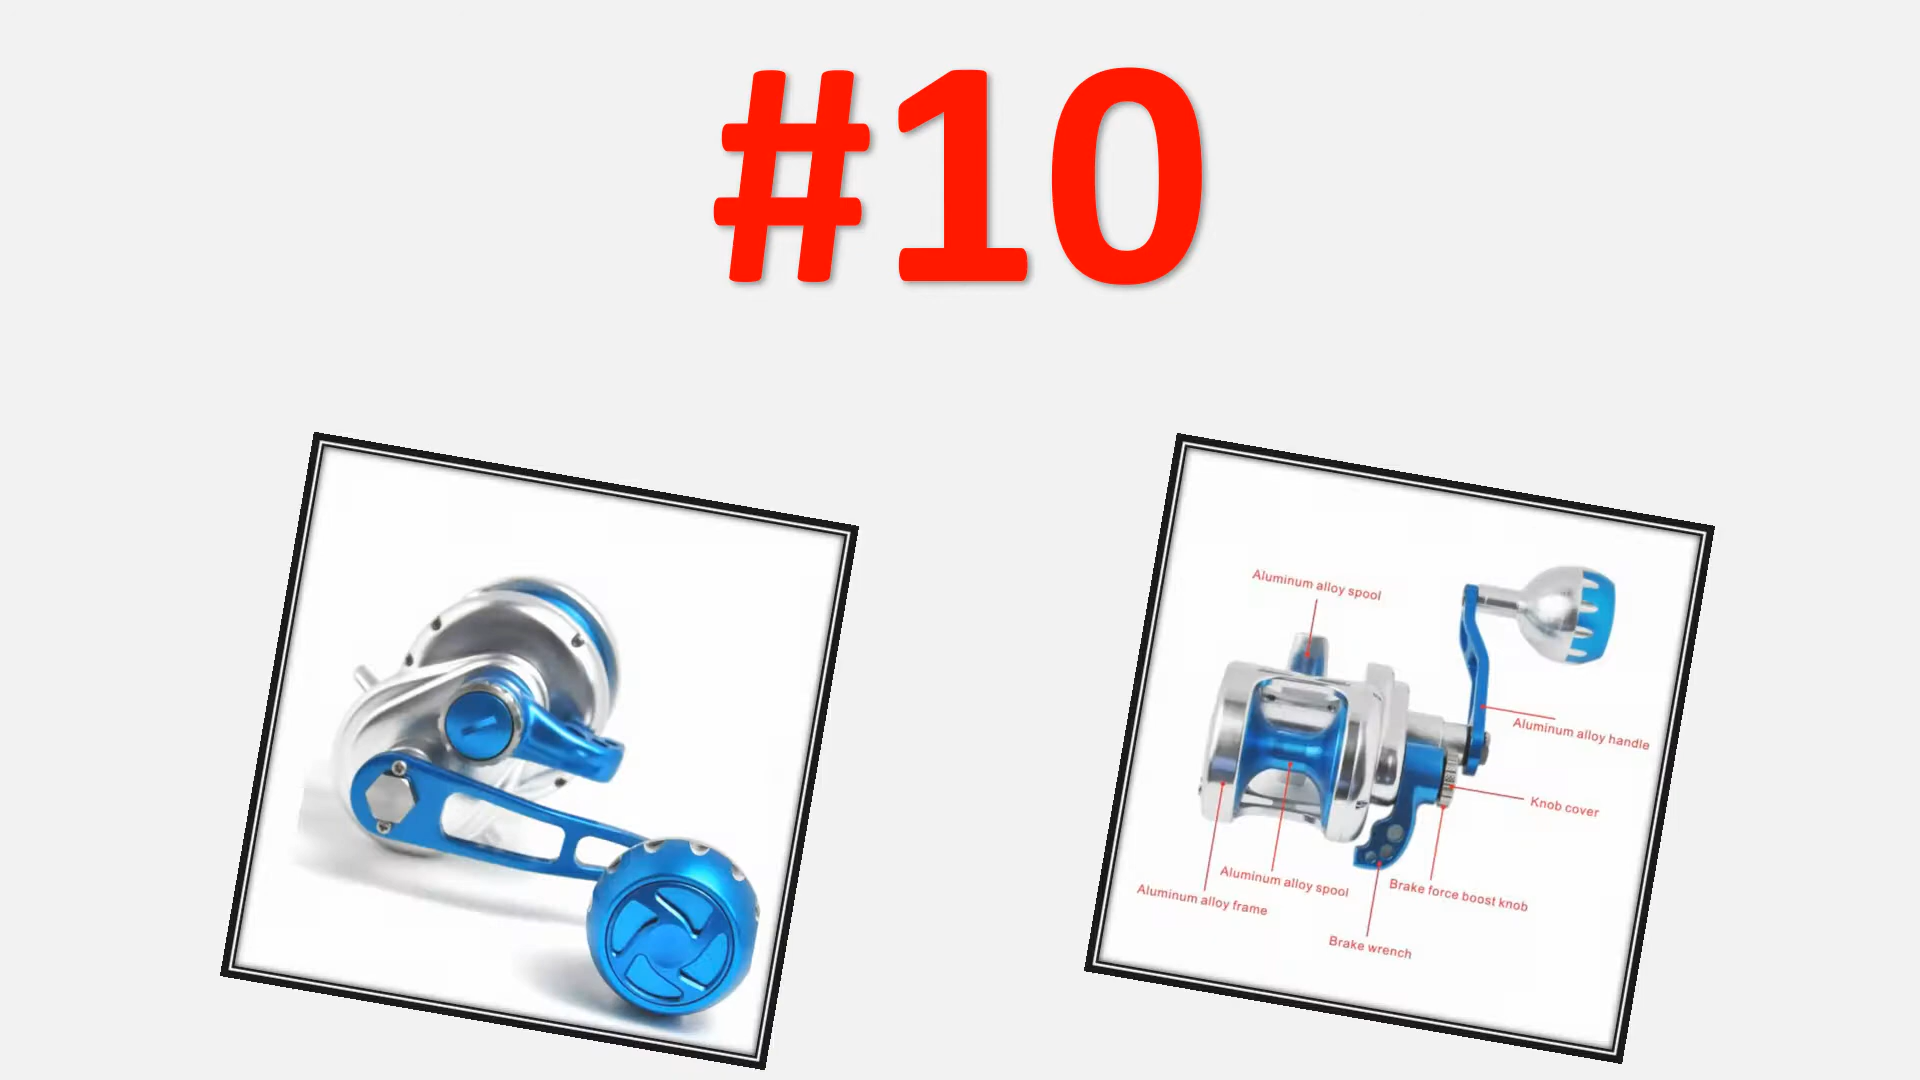 #10
Aluminum alloy spool
Aluminum alloy handle
Knob cover
Aluminum alloy spool
Brake force boost knob
Aluminum alloy frame
Brake wrench